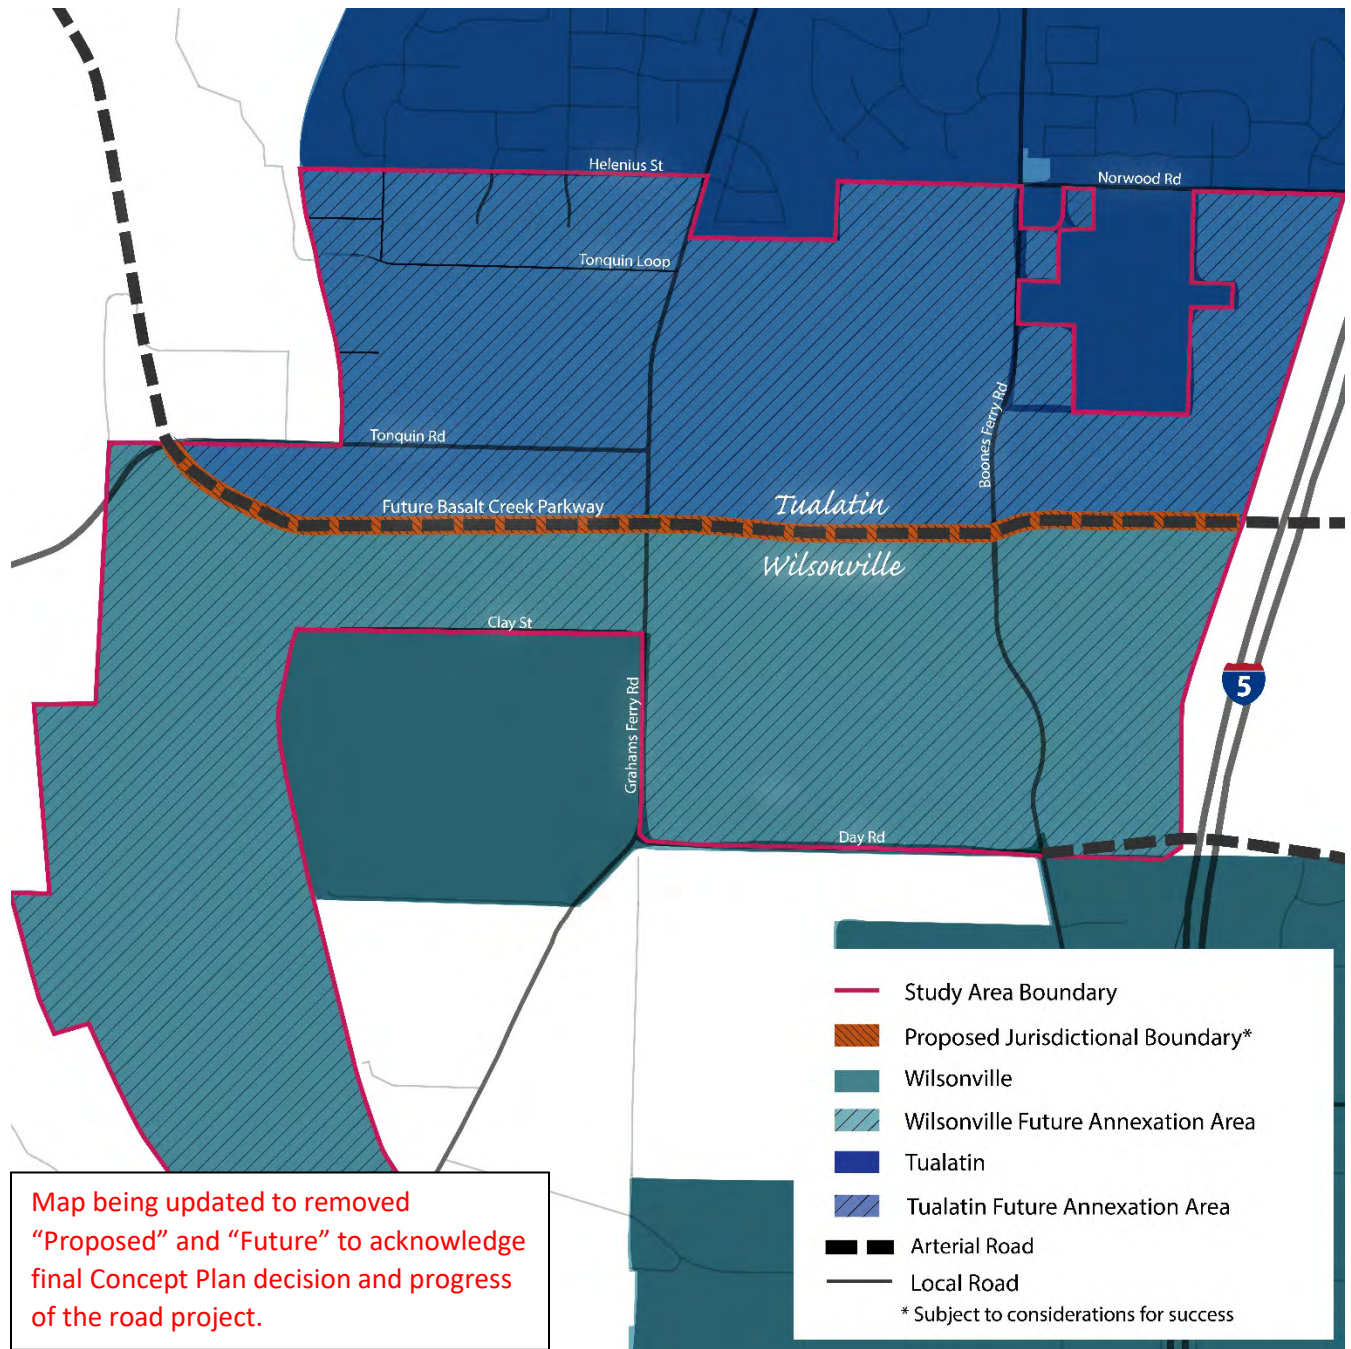 Helenius St
Norwood Rd
Tonquin Loop
Boones Ferry Rd
Tonquin Rd
Future Basalt Creek Parkway
Tualatin
Wilsonville
Clay St
Grahams Ferry Rd
5
Day Rd
Study Area Boundary
Proposed Jurisdictional Boundary*
Wilsonville
Wilsonville Future Annexation Area
Tualatin
Tualatin Future Annexation Area
Arterial Road
Local Road
* Subject to considerations for success
Map being updated to removed
“Proposed” and “Future” to acknowledge
final Concept Plan decision and progress
of the road project.